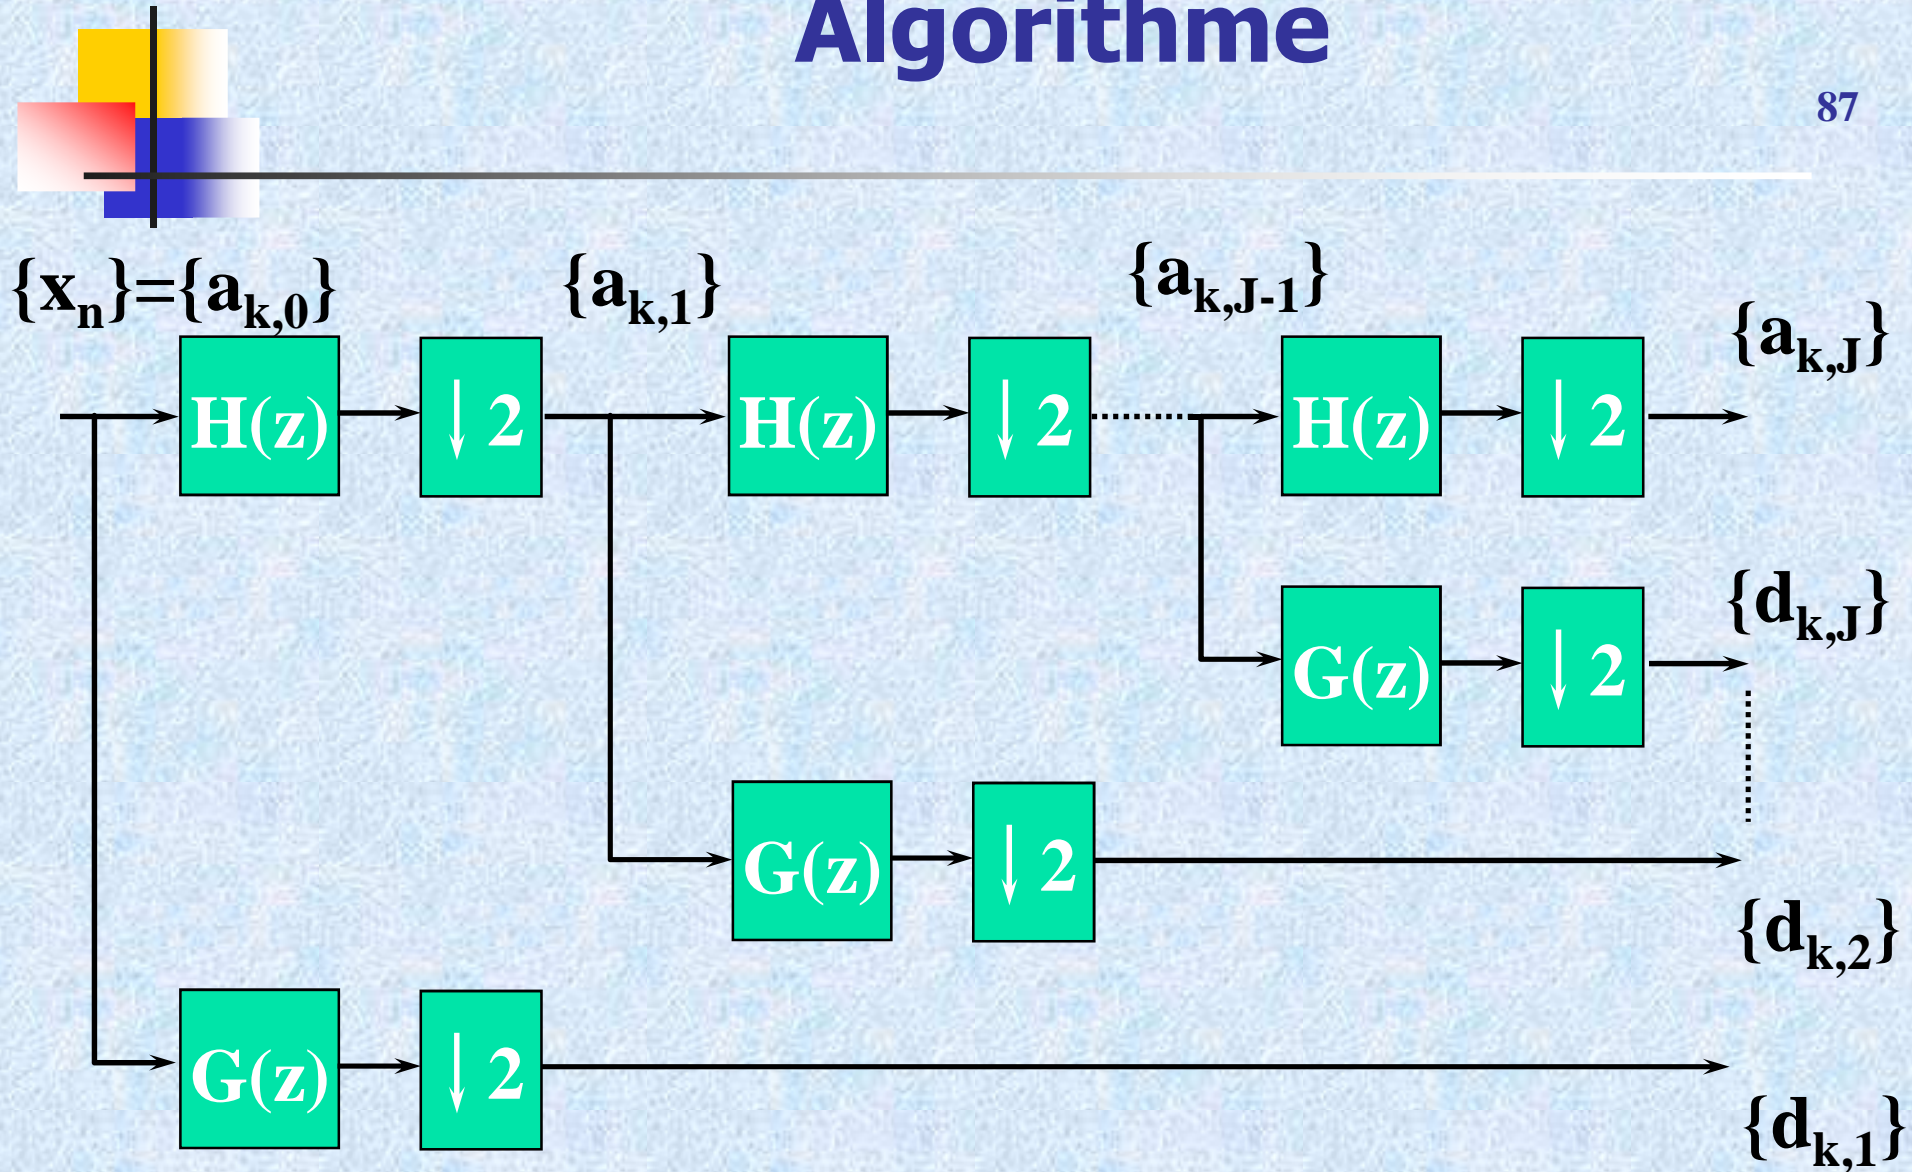 Algorithme
87
{xn}={ak,0}
{ak,1}
{ak,J-1}
{ak,J}
H(z) ↓ 2 H(z) ↓ 2 H(z) ↓ 2
{dk,J}
G(z) ↓ 2
G(z) ↓ 2
{dk,2}
G(z) ↓ 2
{dk,1}